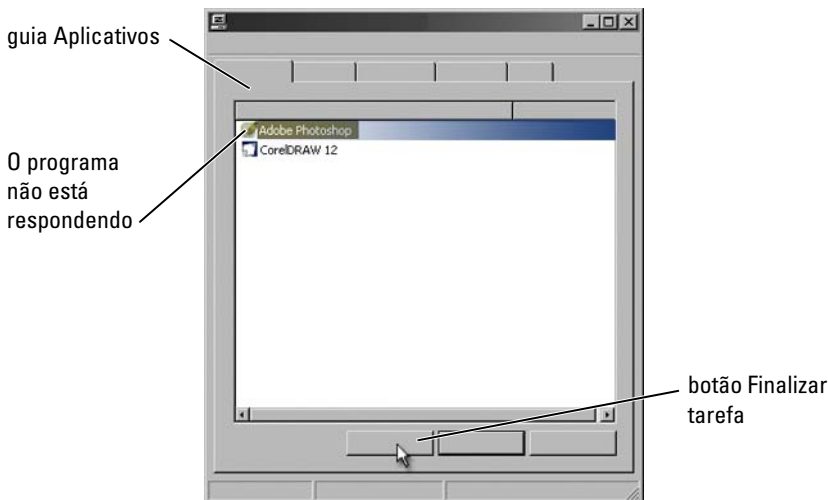 guia Aplicativos
Adobe Photoshop
CorelDRAW 12
O programa
não está
respondendo
botão Finalizar
tarefa